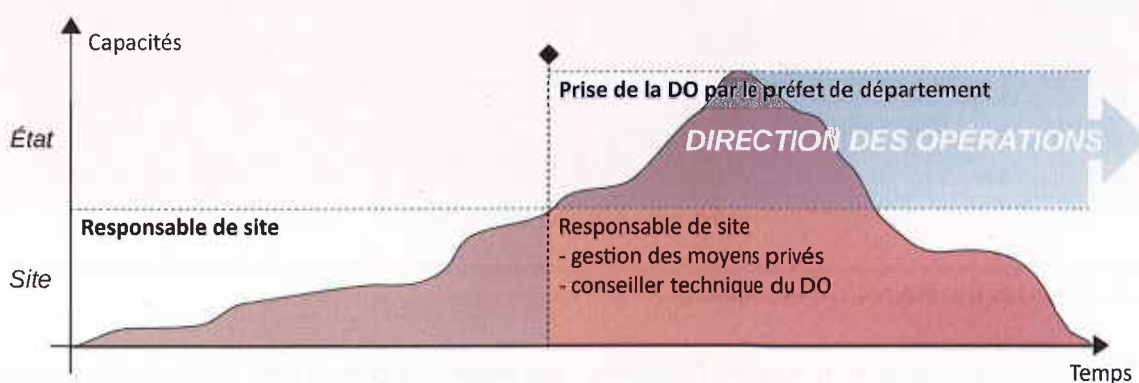 Capacités
Prise de la DO par le préfet de département
État
DIRECTION DES OPÉRATIONS
Responsable de site
Responsable de site
- gestion des moyens privés
Site
- conseiller technique du DO
Temps